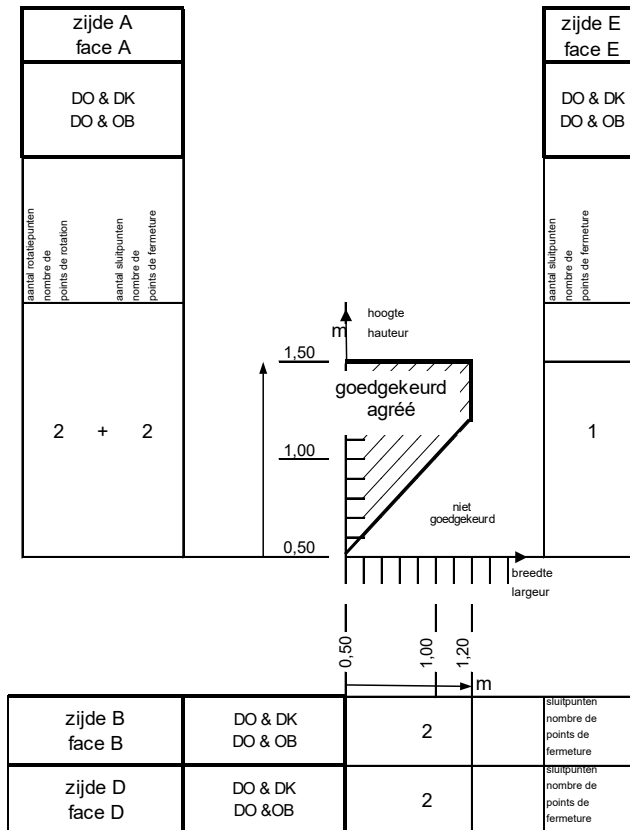 zijde A
face A
zijde E
face E
DO & DK
DO & OB
DO & DK
DO & OB
aantal rotatiepunten
nombre de
points de rotation
aantal sluitpunten
nombre de
points de fermeture
aantal sluitpunten
nombre de
points de fermeture
hoogte
m
hauteur
1,50
goedgekeurd
agréé
2 + 2
1
1,00
niet
goedgekeurd
0,50
breedte
largeur
0,50
1,00
1,20
m
zijde B
face B
DO & DK
DO & OB
2
sluitpunten
nombre de
points de
fermeture
zijde D
face D
DO & DK
DO &OB
2
sluitpunten
nombre de
points de
fermeture